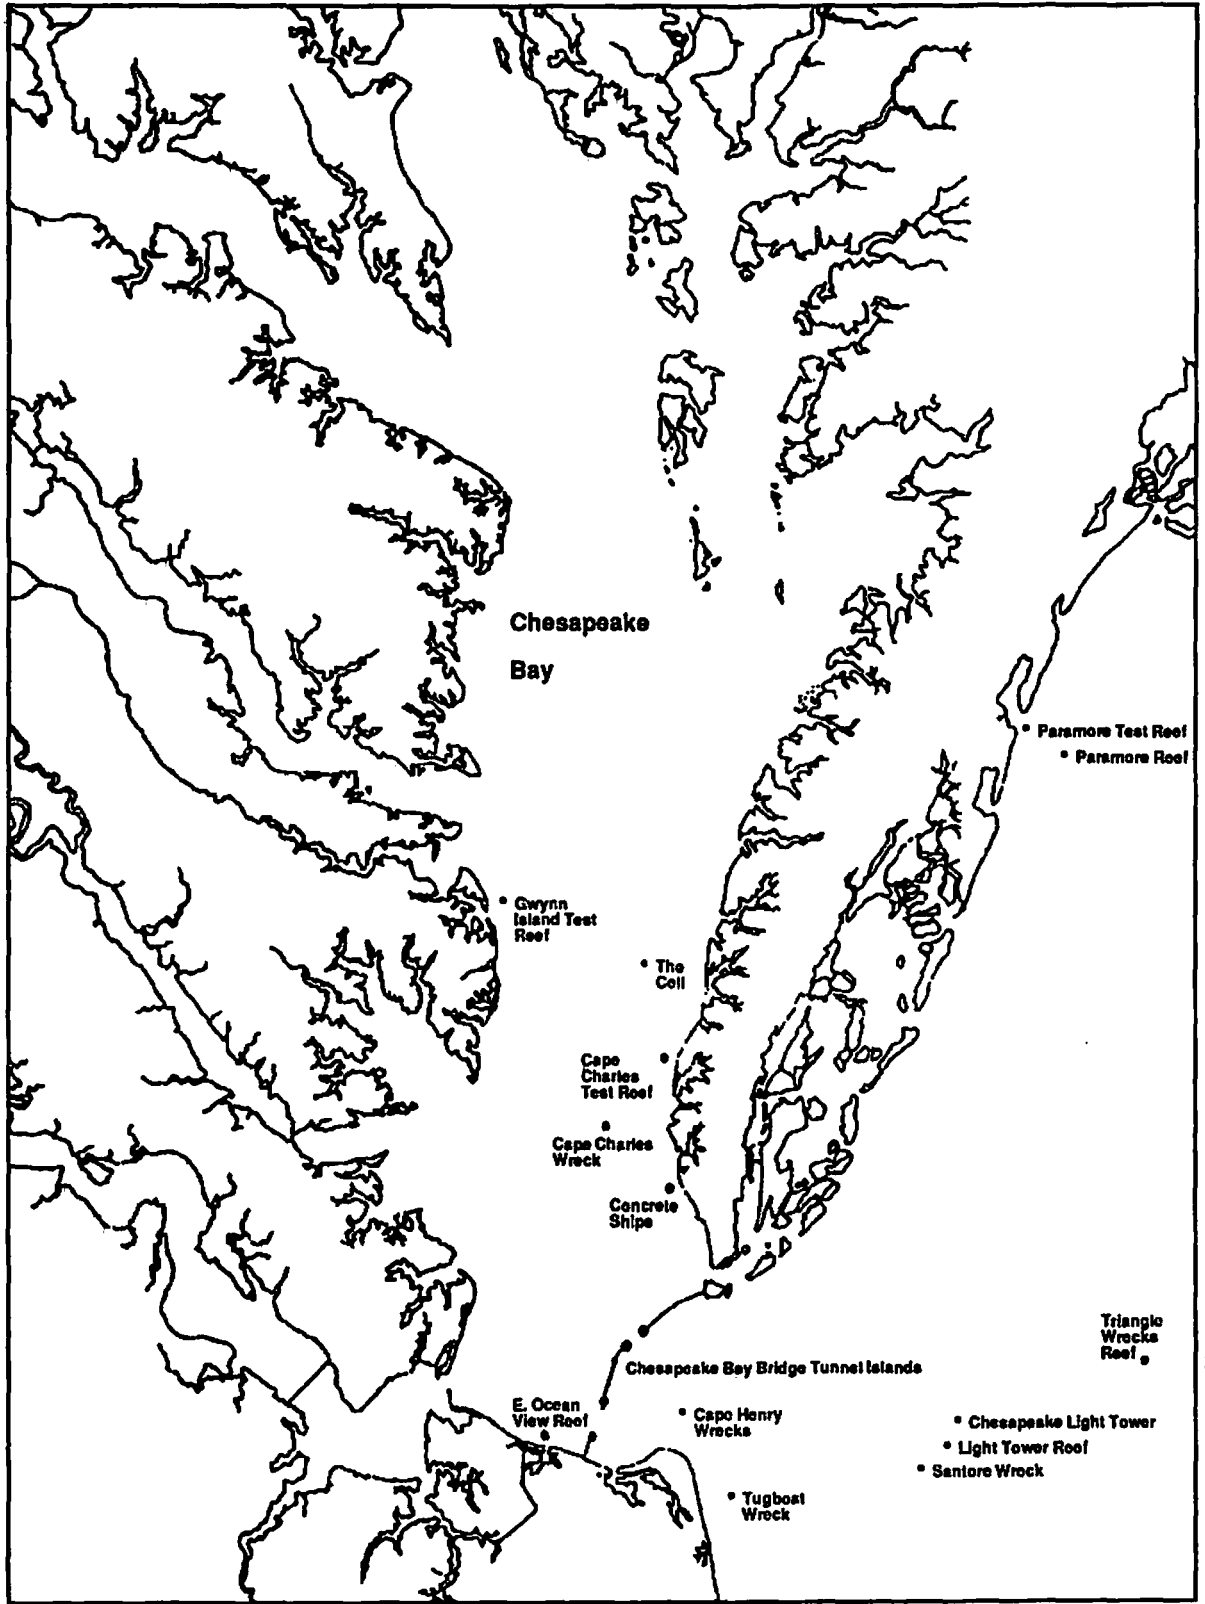 Chesapeake
Bay
Paramore Test Reef
Paramore Reef
Gwynn
Island Test
Reef
The
Cell
Cape
Charles
Test Reef
Cape Charles
Wreck
Concrete
Ships
Triangle
Wrecks
Reef
Chesapeake Bay Bridge Tunnel Islands
E. Ocean
View Reef
Cape Henry
Wrecks
Chesapeake Light Tower
Light Tower Reef
Santore Wreck
Tugboat
Wreck